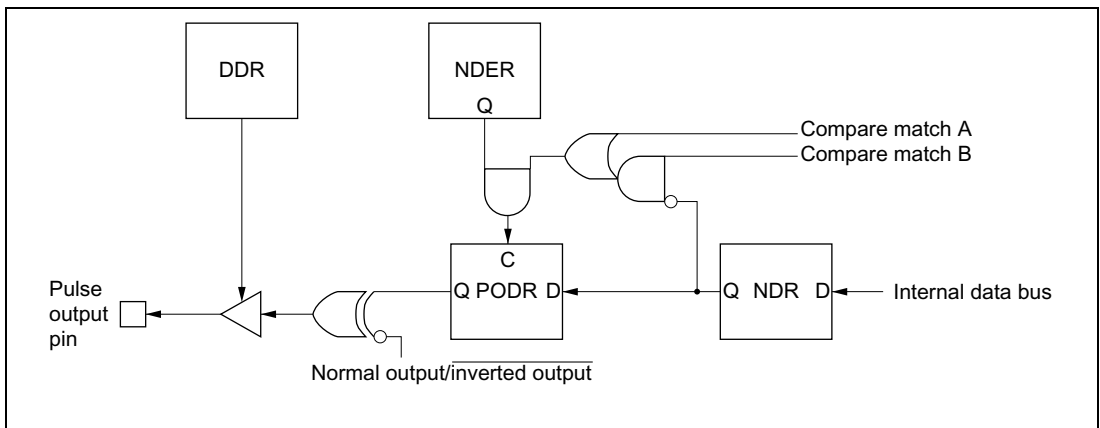 DDR
NDER
Q
Compare match A
Compare match B
C
Q PODR D
Q NDR D
Internal data bus
Pulse
output
pin
Normal output/inverted output